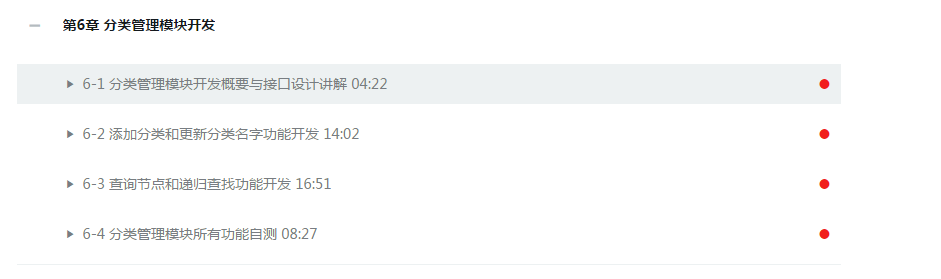 第6章 分类管理模块开发
6-1 分类管理模块开发概要与接口设计讲解 04:22
6-2 添加分类和更新分类名字功能开发 14:02
6-3 查询节点和递归查找功能开发 16:51
6-4 分类管理模块所有功能自测 08:27